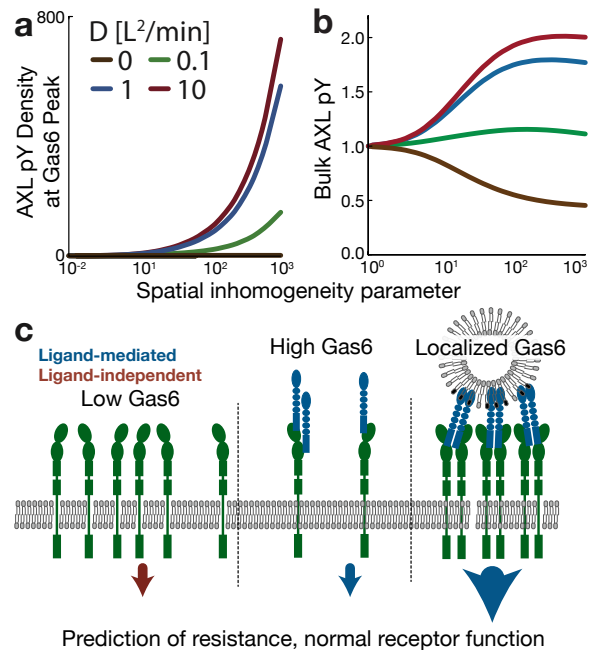 a
800
D [L²/min]
0 0.1
1 10
AXL pY Density
at Gas6 Peak
0
10⁻² 10¹ 10² 10³
b
2.0
1.5
1.0
0.5
0.0
Bulk AXL pY
10⁰ 10¹ 10² 10³
Spatial inhomogeneity parameter
c
Ligand-mediated
Ligand-independent
Low Gas6
High Gas6
Localized Gas6
Prediction of resistance, normal receptor function